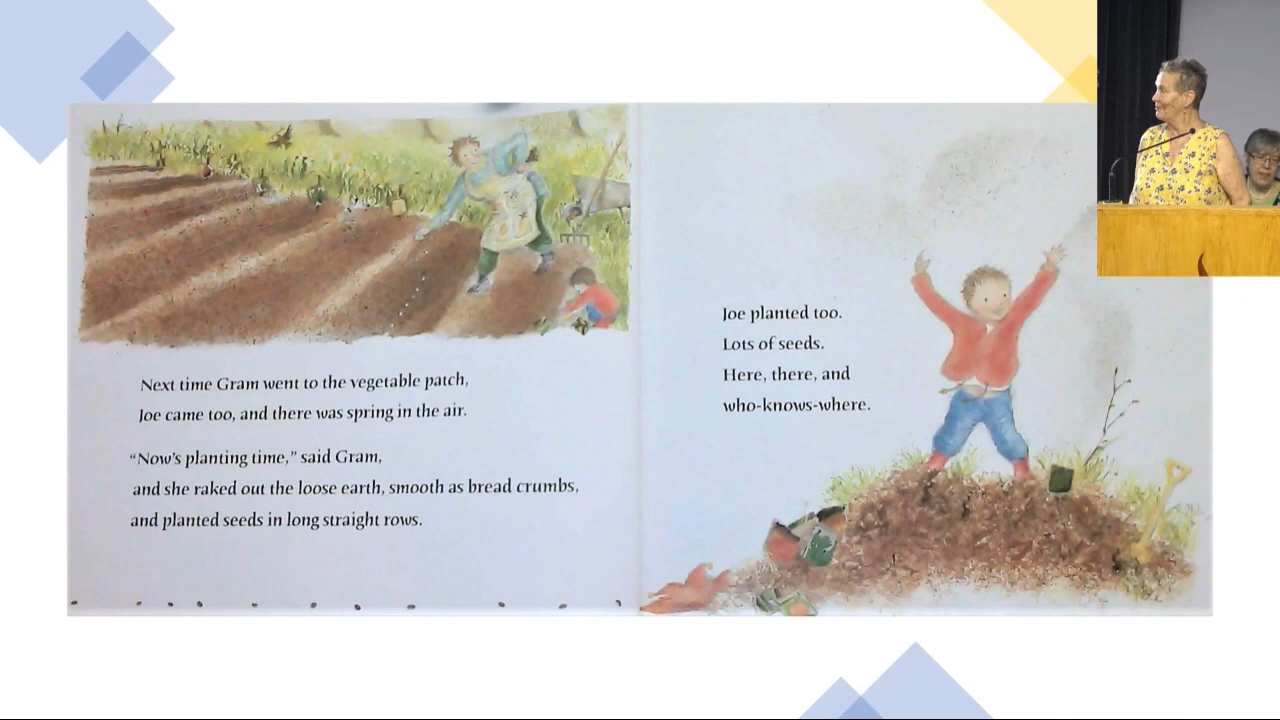 Next time Gram went to the vegetable patch,
Joe came too, and there was spring in the air.
“Now's planting time,” said Gram,
and she raked out the loose earth, smooth as bread crumbs,
and planted seeds in long straight rows.
Joe planted too.
Lots of seeds.
Here, there, and
who-knows-where.